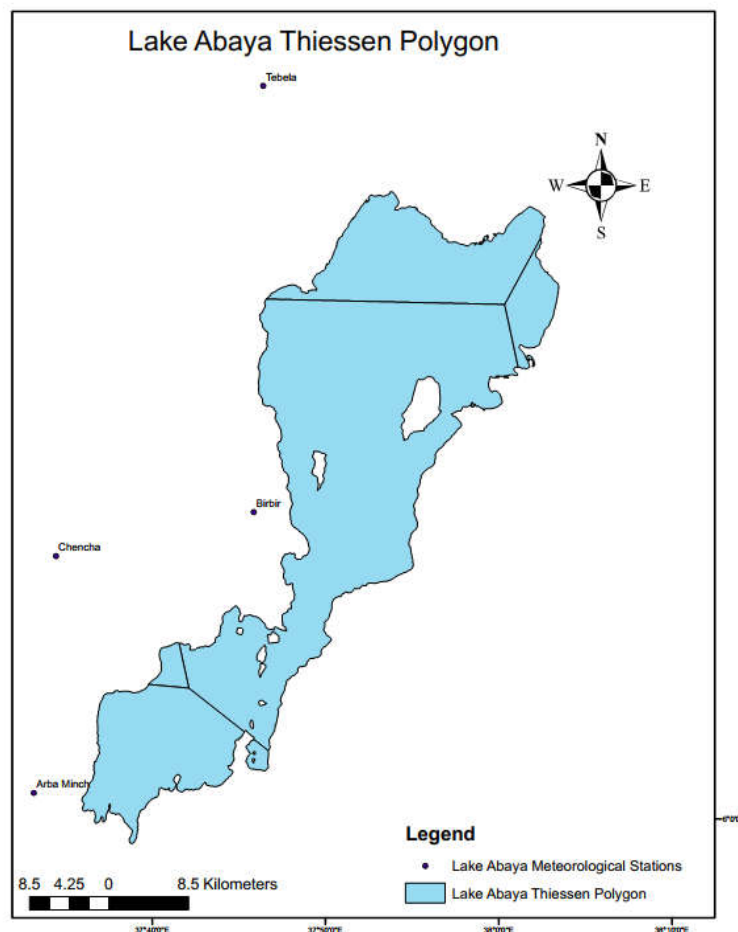 Lake Abaya Thiessen Polygon
Tebela
N
W E
S
Birbir
Chencha
Arba Minch
Legend
Lake Abaya Meteorological Stations
Lake Abaya Thiessen Polygon
8.5 4.25 0 8.5 Kilometers